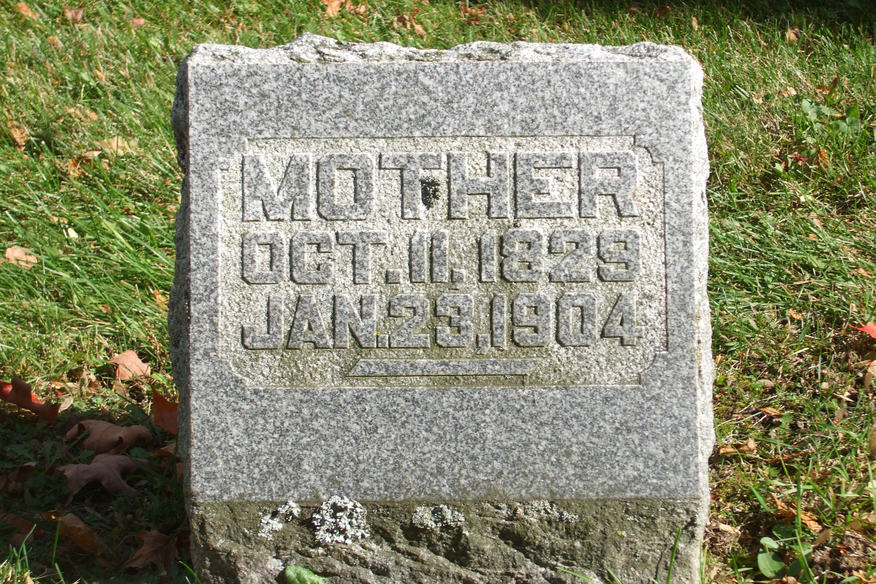 MOTHER
OCT. 11. 1829
JAN. 23, 1904